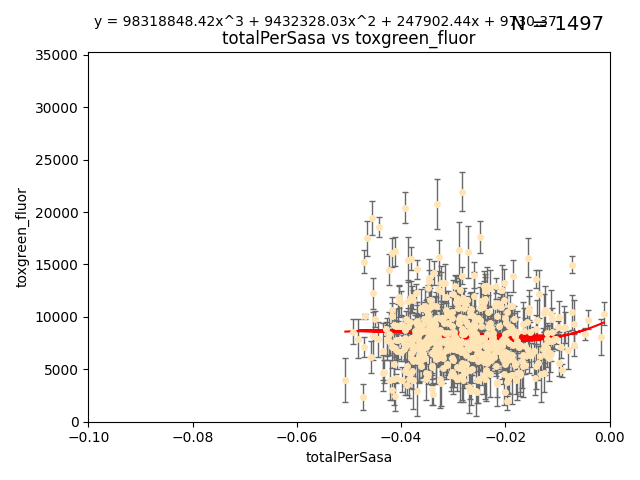 y = 98318848.42x^3 + 9432328.03x^2 + 247902.44x + 9730.37
N = 1497
totalPerSasa vs toxgreen_fluor
35000
30000
25000
20000
15000
10000
5000
0
toxgreen_fluor
−0.10
−0.08
−0.06
−0.04
−0.02
0.00
totalPerSasa